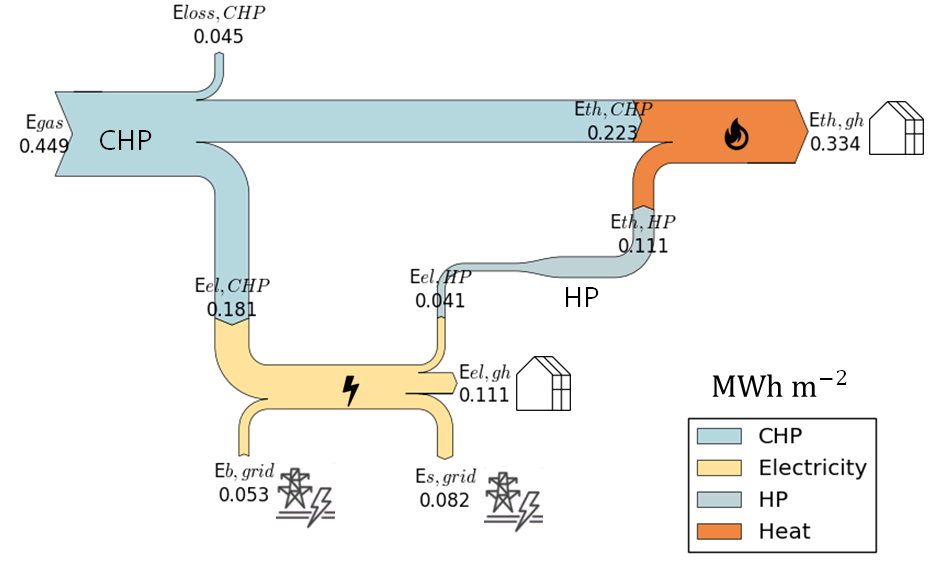 Eloss, CHP
0.045
Egas
0.449
CHP
Eth, CHP
0.223
Eth, gh
0.334
Eth, HP
0.111
Eel, CHP
0.181
Eel, HP
0.041
HP
Eel, gh
0.111
Eb, grid
0.053
Es, grid
0.082
MWh m⁻²
CHP
Electricity
HP
Heat